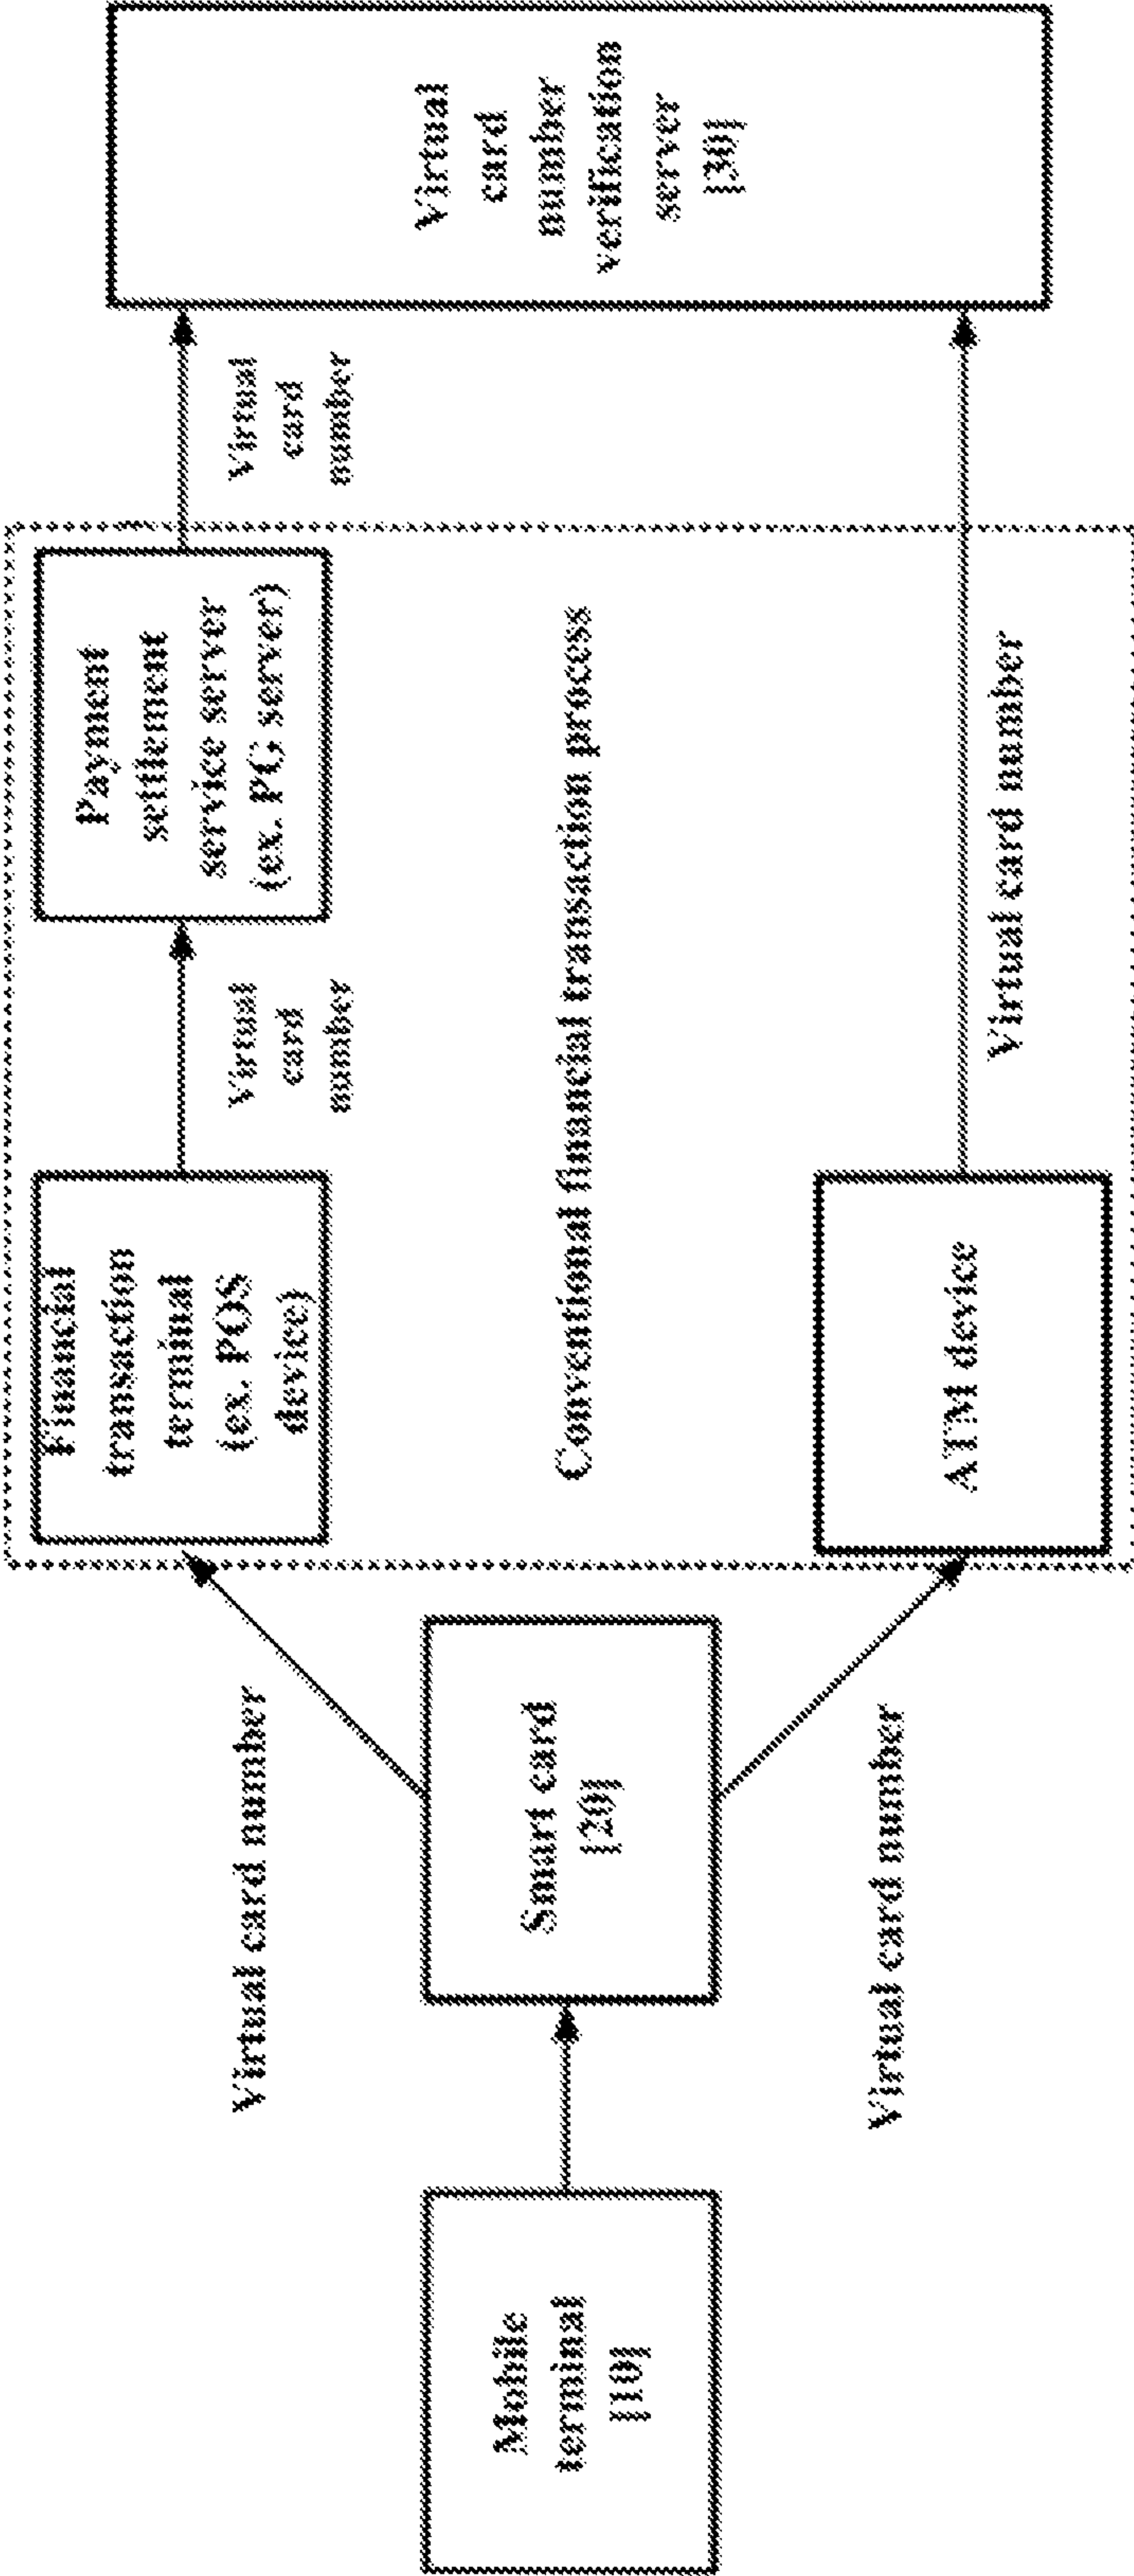 Mobile
terminal
[10]
Smart card
[20]
Virtual card number
Virtual card number
Financial
transaction
terminal
(ex. POS
device)
Virtual
card
number
Payment
settlement
service server
(ex. PG server)
Conventional financial transaction process
ATM device
Virtual card number
Virtual
card
number
Virtual
card
number
verification
server
[30]